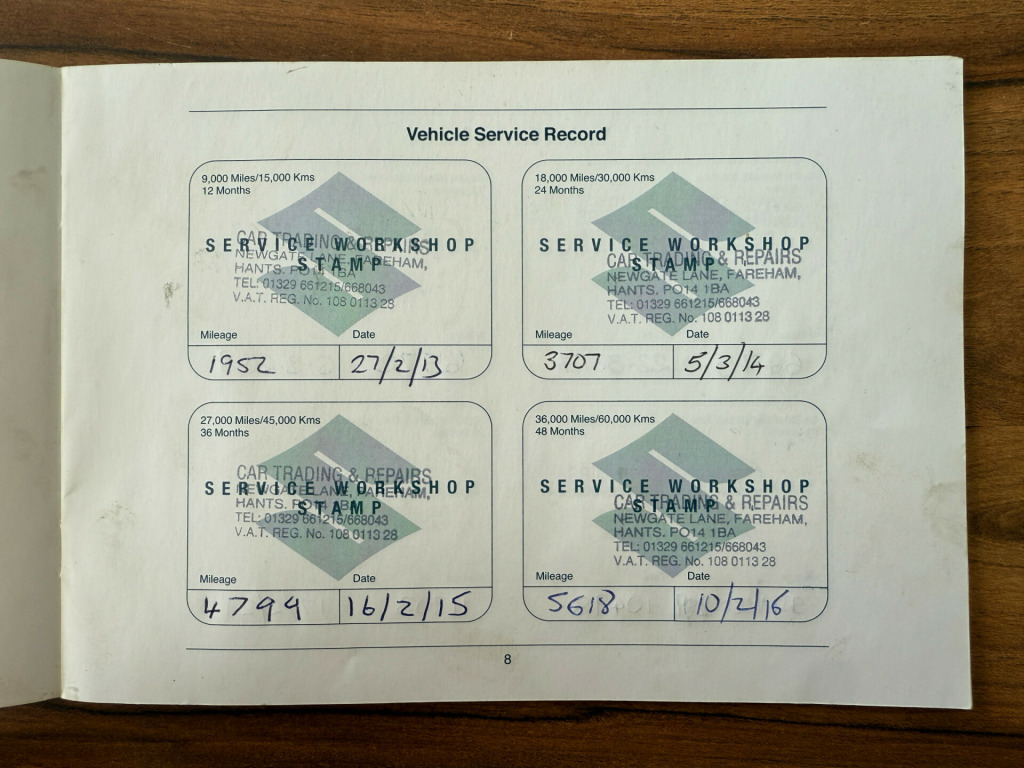 Vehicle Service Record
9,000 Miles/15,000 Kms
12 Months
SERVICE WORKSHOP
STAMP
CAR TRADING & REPAIRS
NEWGATE LANE, FAREHAM,
HANTS. PO14 1BA
TEL: 01329 661215/668043
V.A.T. REG. No. 108 0113 28
Mileage Date
1952 27/2/13
18,000 Miles/30,000 Kms
24 Months
SERVICE WORKSHOP
STAMP
CAR TRADING & REPAIRS
NEWGATE LANE, FAREHAM,
HANTS. PO14 1BA
TEL: 01329 661215/668043
V.A.T. REG. No. 108 0113 28
Mileage Date
3707 5/3/14
27,000 Miles/45,000 Kms
36 Months
SERVICE WORKSHOP
STAMP
CAR TRADING & REPAIRS
NEWGATE LANE, FAREHAM,
HANTS. PO14 1BA
TEL: 01329 661215/668043
V.A.T. REG. No. 108 0113 28
Mileage Date
4799 16/2/15
36,000 Miles/60,000 Kms
48 Months
SERVICE WORKSHOP
STAMP
CAR TRADING & REPAIRS
NEWGATE LANE, FAREHAM,
HANTS. PO14 1BA
TEL: 01329 661215/668043
V.A.T. REG. No. 108 0113 28
Mileage Date
5618 10/2/16
8